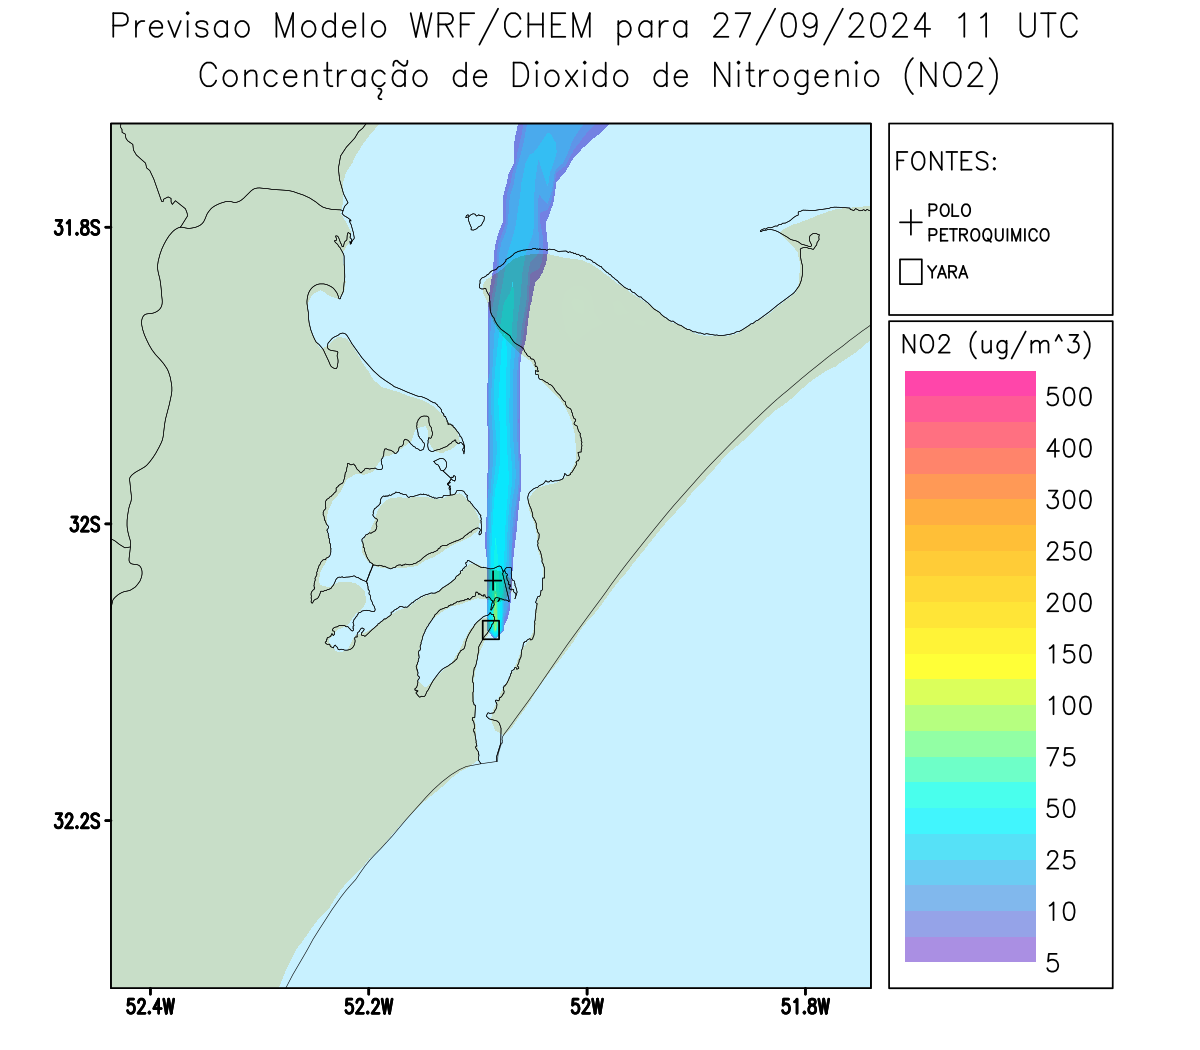 Previsao Modelo WRF/CHEM para 27/09/2024 11 UTC
Concentração de Dioxido de Nitrogenio (NO2)
FONTES:
POLO
PETROQUIMICO
YARA
31.8S
32S
32.2S
52.4W
52.2W
52W
51.8W
NO2 (ug/m^3)
500
400
300
250
200
150
100
75
50
25
10
5